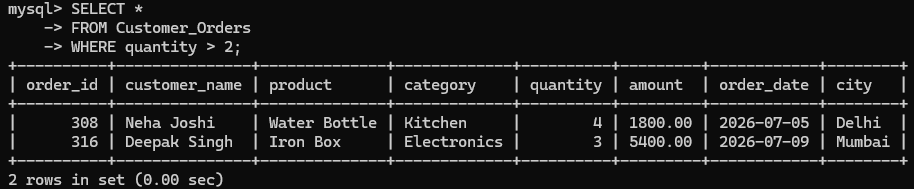 mysql> SELECT *
    -> FROM Customer_Orders
    -> WHERE quantity > 2;
+----------+---------------+--------------+-------------+----------+---------+------------+--------+
| order_id | customer_name | product      | category    | quantity | amount  | order_date | city   |
+----------+---------------+--------------+-------------+----------+---------+------------+--------+
|      308 | Neha Joshi    | Water Bottle | Kitchen     |        4 | 1800.00 | 2026-07-05 | Delhi  |
|      316 | Deepak Singh  | Iron Box     | Electronics |        3 | 5400.00 | 2026-07-09 | Mumbai |
+----------+---------------+--------------+-------------+----------+---------+------------+--------+
2 rows in set (0.00 sec)